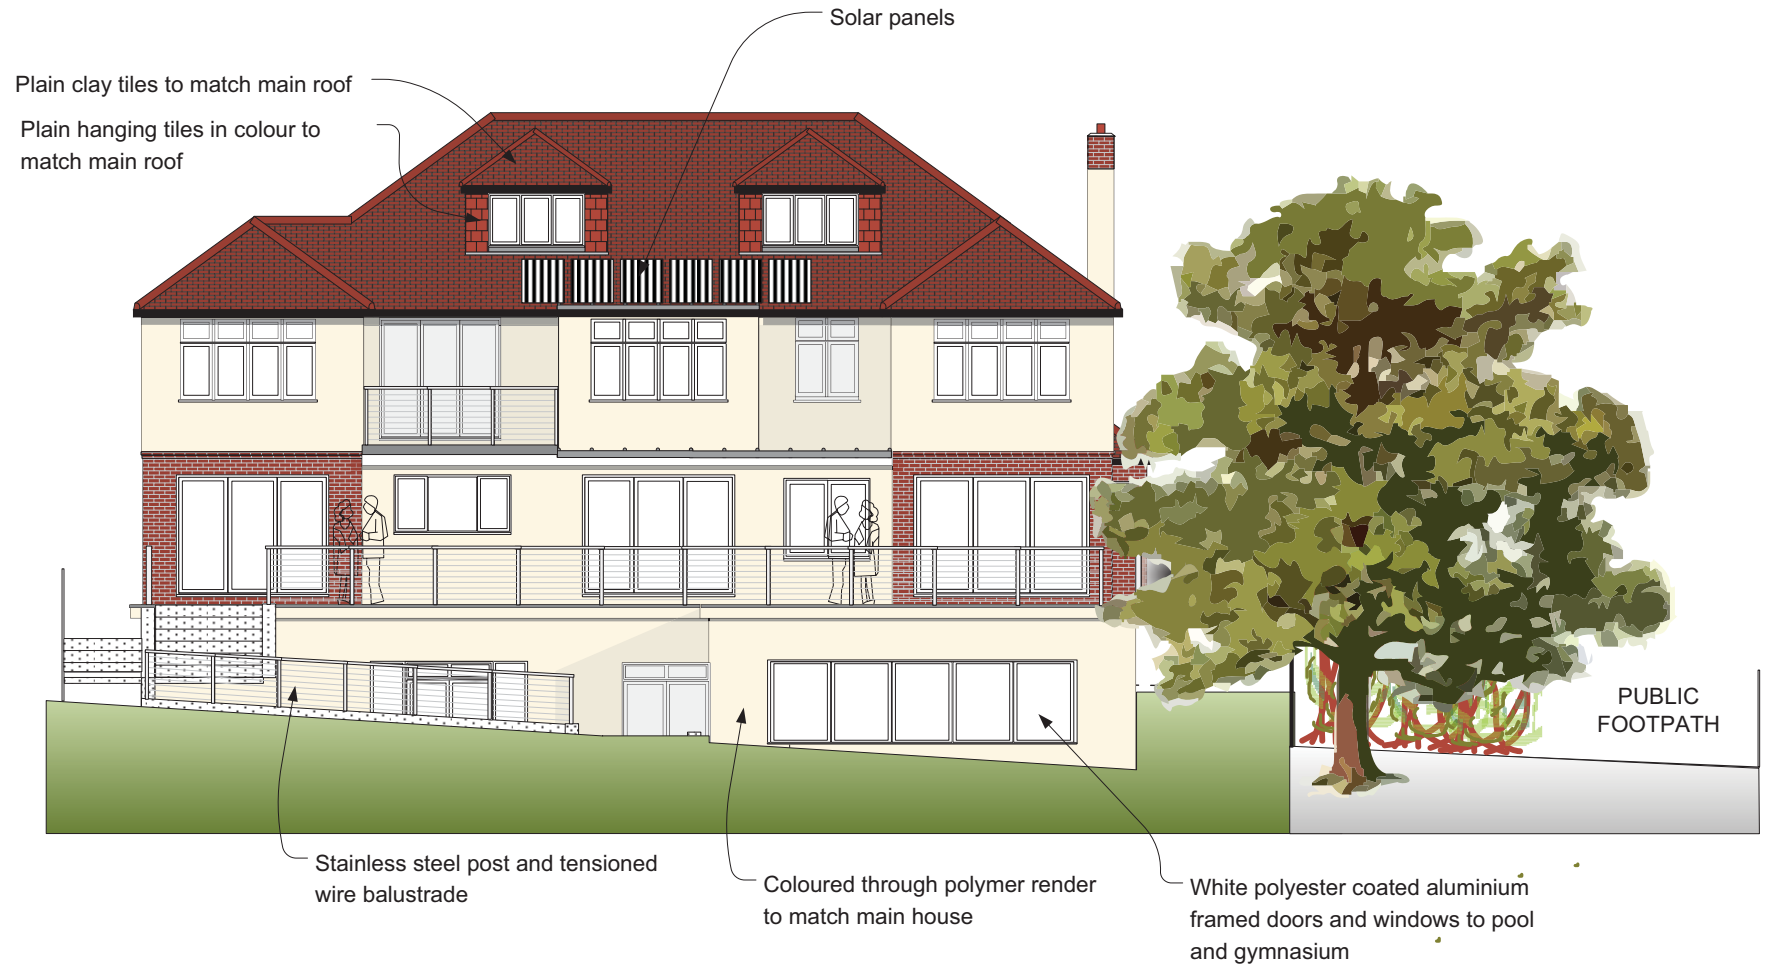 Solar panels
Plain clay tiles to match main roof
Plain hanging tiles in colour to
match main roof
PUBLIC
FOOTPATH
Stainless steel post and tensioned
wire balustrade
Coloured through polymer render
to match main house
White polyester coated aluminium
framed doors and windows to pool
and gymnasium